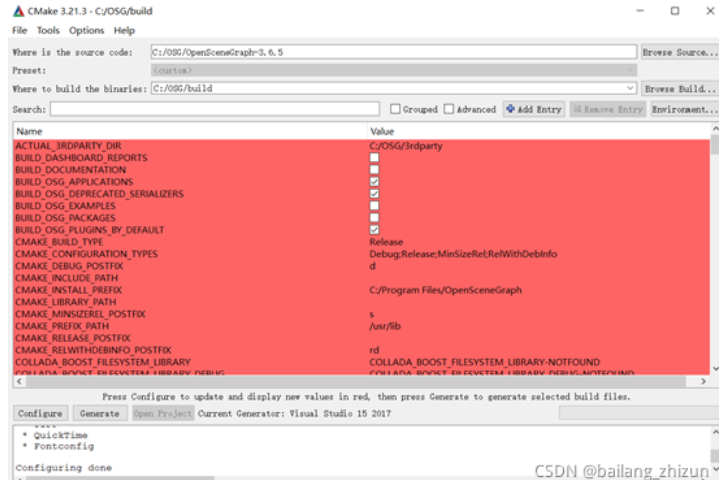 CMake 3.21.3 - C:/OSG/build
File Tools Options Help
Where is the source code: C:/OSG/OpenSceneGraph-3.6.5 Browse Source...
Preset: <custom>
Where to build the binaries: C:/OSG/build Browse Build...
Search: Grouped Advanced Add Entry Remove Entry Environment...
Name Value
ACTUAL_3RDPARTY_DIR C:/OSG/3rdparty
BUILD_DASHBOARD_REPORTS
BUILD_DOCUMENTATION
BUILD_OSG_APPLICATIONS
BUILD_OSG_DEPRECATED_SERIALIZERS
BUILD_OSG_EXAMPLES
BUILD_OSG_PACKAGES
BUILD_OSG_PLUGINS_BY_DEFAULT
CMAKE_BUILD_TYPE Release
CMAKE_CONFIGURATION_TYPES Debug;Release;MinSizeRel;RelWithDebInfo
CMAKE_DEBUG_POSTFIX d
CMAKE_INCLUDE_PATH
CMAKE_INSTALL_PREFIX C:/Program Files/OpenSceneGraph
CMAKE_LIBRARY_PATH
CMAKE_MINSIZEREL_POSTFIX s
CMAKE_PREFIX_PATH /usr/lib
CMAKE_RELEASE_POSTFIX
CMAKE_RELWITHDEBINFO_POSTFIX rd
COLLADA_BOOST_FILESYSTEM_LIBRARY COLLADA_BOOST_FILESYSTEM_LIBRARY-NOTFOUND
COLLADA_BOOST_FILESYSTEM_LIBRARY_DEBUG COLLADA_BOOST_FILESYSTEM_LIBRARY_DEBUG-NOTFOUND
Press Configure to update and display new values in red, then press Generate to generate selected build files.
Configure Generate Open Project Current Generator: Visual Studio 15 2017
* QuickTime
* Fontconfig
Configuring done
CSDN @bailang_zhizun